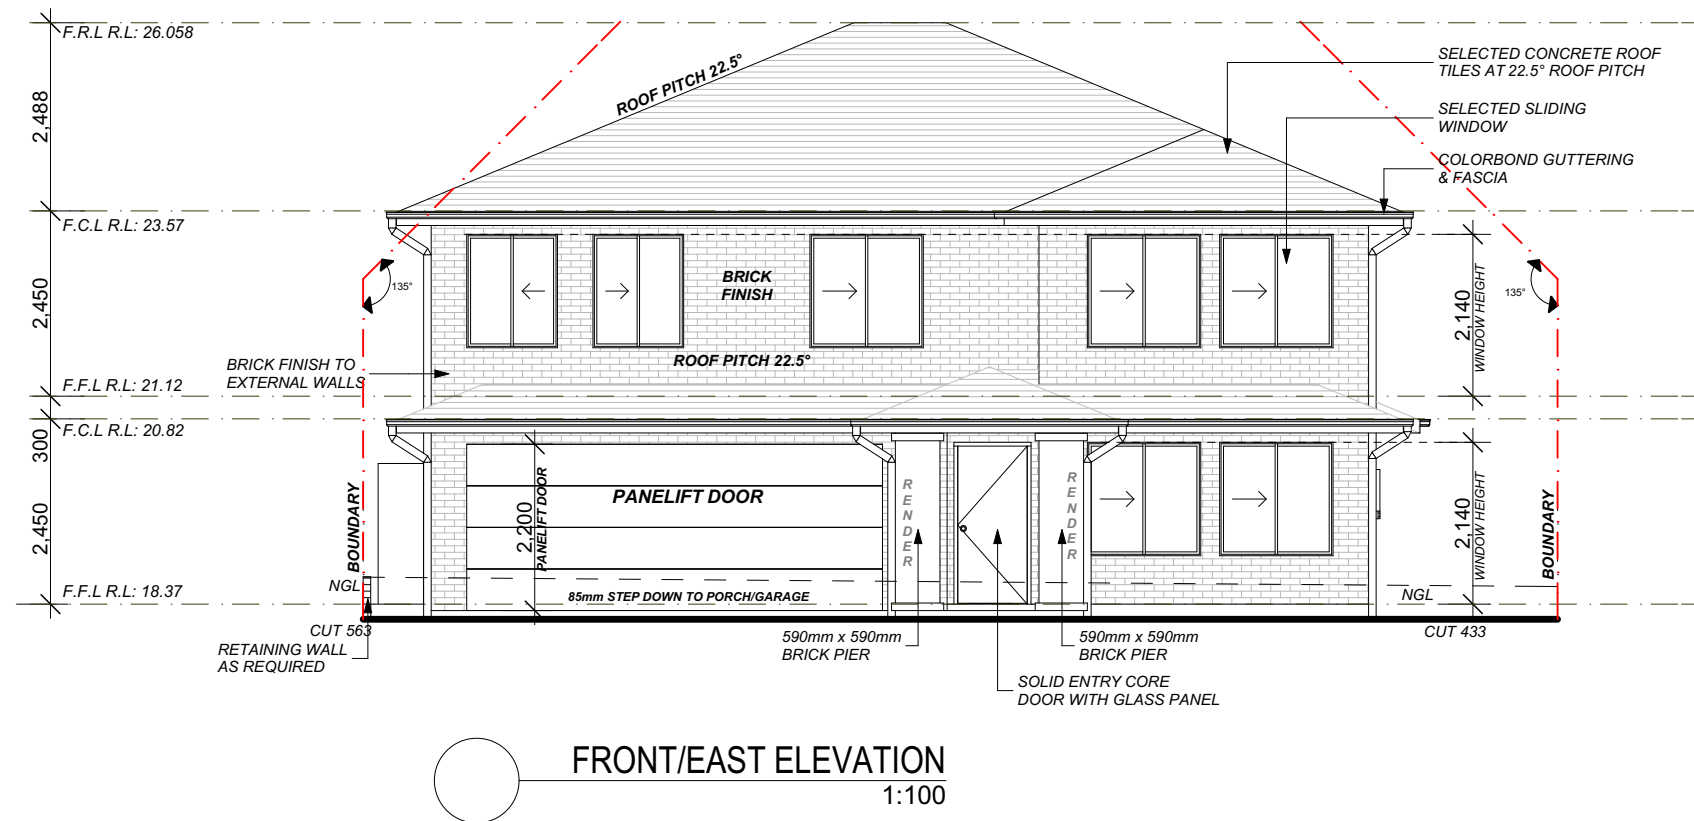 F.R.L R.L: 26.058
2,488
ROOF PITCH 22.5°
SELECTED CONCRETE ROOF
TILES AT 22.5° ROOF PITCH
SELECTED SLIDING
WINDOW
COLORBOND GUTTERING
& FASCIA
F.C.L R.L: 23.57
2,450
135°
BRICK
FINISH
135°
2,140
WINDOW HEIGHT
ROOF PITCH 22.5°
BRICK FINISH TO
EXTERNAL WALLS
F.F.L R.L: 21.12
300
F.C.L R.L: 20.82
2,450
BOUNDARY
PANELIFT DOOR
2,200
PANELIFT DOOR
RENDER
RENDER
2,140
WINDOW HEIGHT
BOUNDARY
F.F.L R.L: 18.37
NGL
85mm STEP DOWN TO PORCH/GARAGE
NGL
CUT 563
RETAINING WALL
AS REQUIRED
590mm x 590mm
BRICK PIER
590mm x 590mm
BRICK PIER
CUT 433
SOLID ENTRY CORE
DOOR WITH GLASS PANEL
FRONT/EAST ELEVATION
1:100